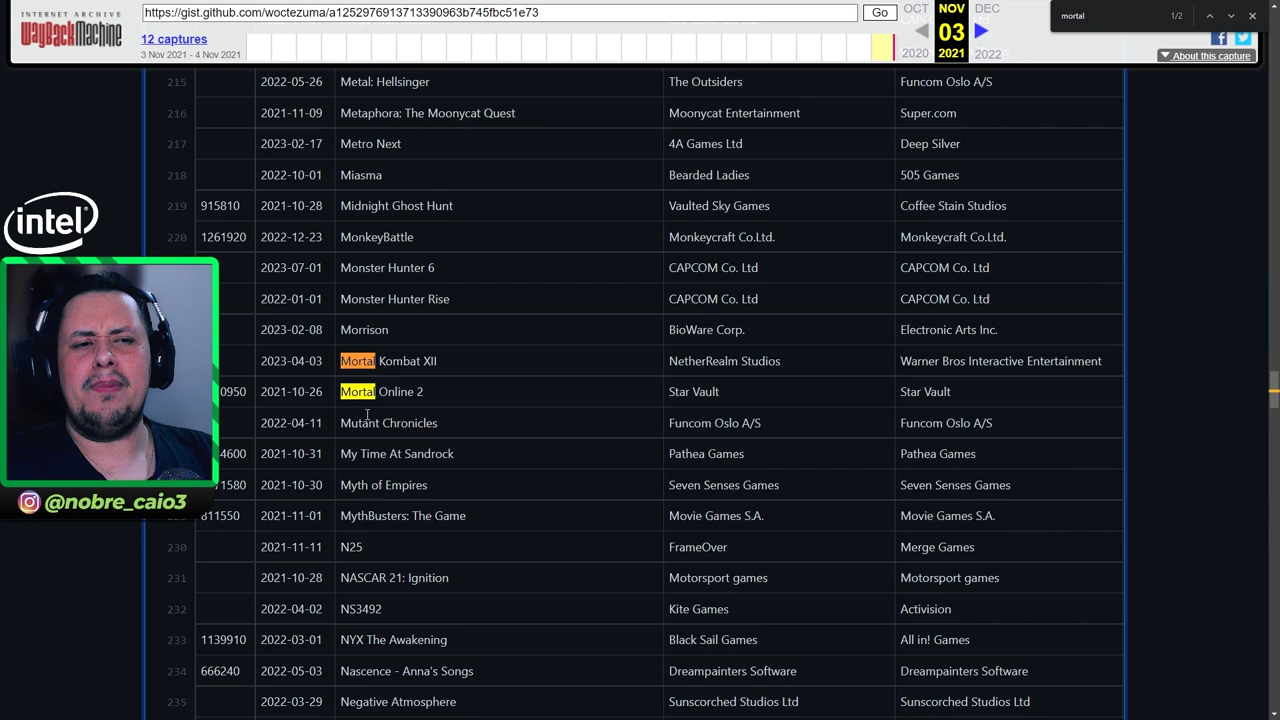 INTERNET ARCHIVE
WayBackMachine
https://gist.github.com/woctezuma/a1252976913713390963b745fbc51e73
Go
12 captures
3 Nov 2021 - 4 Nov 2021
OCT NOV DEC
03
2020 2021 2022
About this capture
mortal 1/2
215 2022-05-26 Metal: Hellsinger The Outsiders Funcom Oslo A/S
216 2021-11-09 Metaphora: The Moonycat Quest Moonycat Entertainment Super.com
217 2023-02-17 Metro Next 4A Games Ltd Deep Silver
218 2022-10-01 Miasma Bearded Ladies 505 Games
219 915810 2021-10-28 Midnight Ghost Hunt Vaulted Sky Games Coffee Stain Studios
220 1261920 2022-12-23 MonkeyBattle Monkeycraft Co.Ltd. Monkeycraft Co.Ltd.
2023-07-01 Monster Hunter 6 CAPCOM Co. Ltd CAPCOM Co. Ltd
2022-01-01 Monster Hunter Rise CAPCOM Co. Ltd CAPCOM Co. Ltd
2023-02-08 Morrison BioWare Corp. Electronic Arts Inc.
2023-04-03 Mortal Kombat XII NetherRealm Studios Warner Bros Interactive Entertainment
0950 2021-10-26 Mortal Online 2 Star Vault Star Vault
2022-04-11 Mutant Chronicles Funcom Oslo A/S Funcom Oslo A/S
4600 2021-10-31 My Time At Sandrock Pathea Games Pathea Games
1580 2021-10-30 Myth of Empires Seven Senses Games Seven Senses Games
811550 2021-11-01 MythBusters: The Game Movie Games S.A. Movie Games S.A.
230 2021-11-11 N25 FrameOver Merge Games
231 2021-10-28 NASCAR 21: Ignition Motorsport games Motorsport games
232 2022-04-02 NS3492 Kite Games Activision
233 1139910 2022-03-01 NYX The Awakening Black Sail Games All in! Games
234 666240 2022-05-03 Nascence - Anna's Songs Dreampainters Software Dreampainters Software
235 2022-03-29 Negative Atmosphere Sunscorched Studios Ltd Sunscorched Studios Ltd
intel
@nobre_caio3